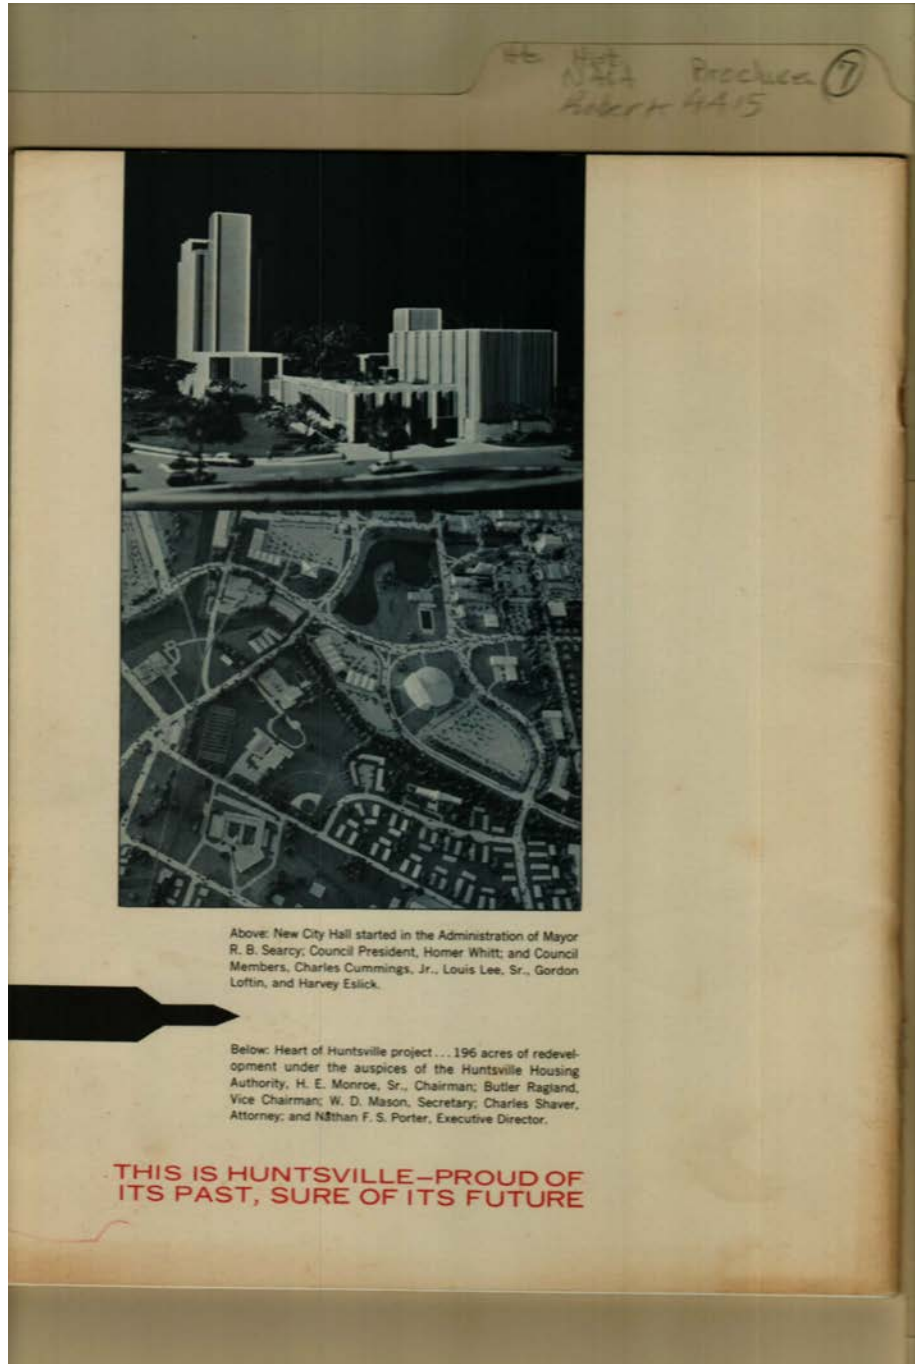 NASA Brochure 7
Robert 4415
Above: New City Hall started in the Administration of Mayor
R. B. Searcy; Council President, Homer Whitt; and Council
Members, Charles Cummings, Jr., Louis Lee, Sr., Gordon
Loftin, and Harvey Eslick.
Below: Heart of Huntsville project...196 acres of redevel-
opment under the auspices of the Huntsville Housing
Authority, H. E. Monroe, Sr., Chairman; Butler Ragland,
Vice Chairman; W. D. Mason, Secretary; Charles Shaver,
Attorney; and Nathan F. S. Porter, Executive Director.
THIS IS HUNTSVILLE—PROUD OF
ITS PAST, SURE OF ITS FUTURE